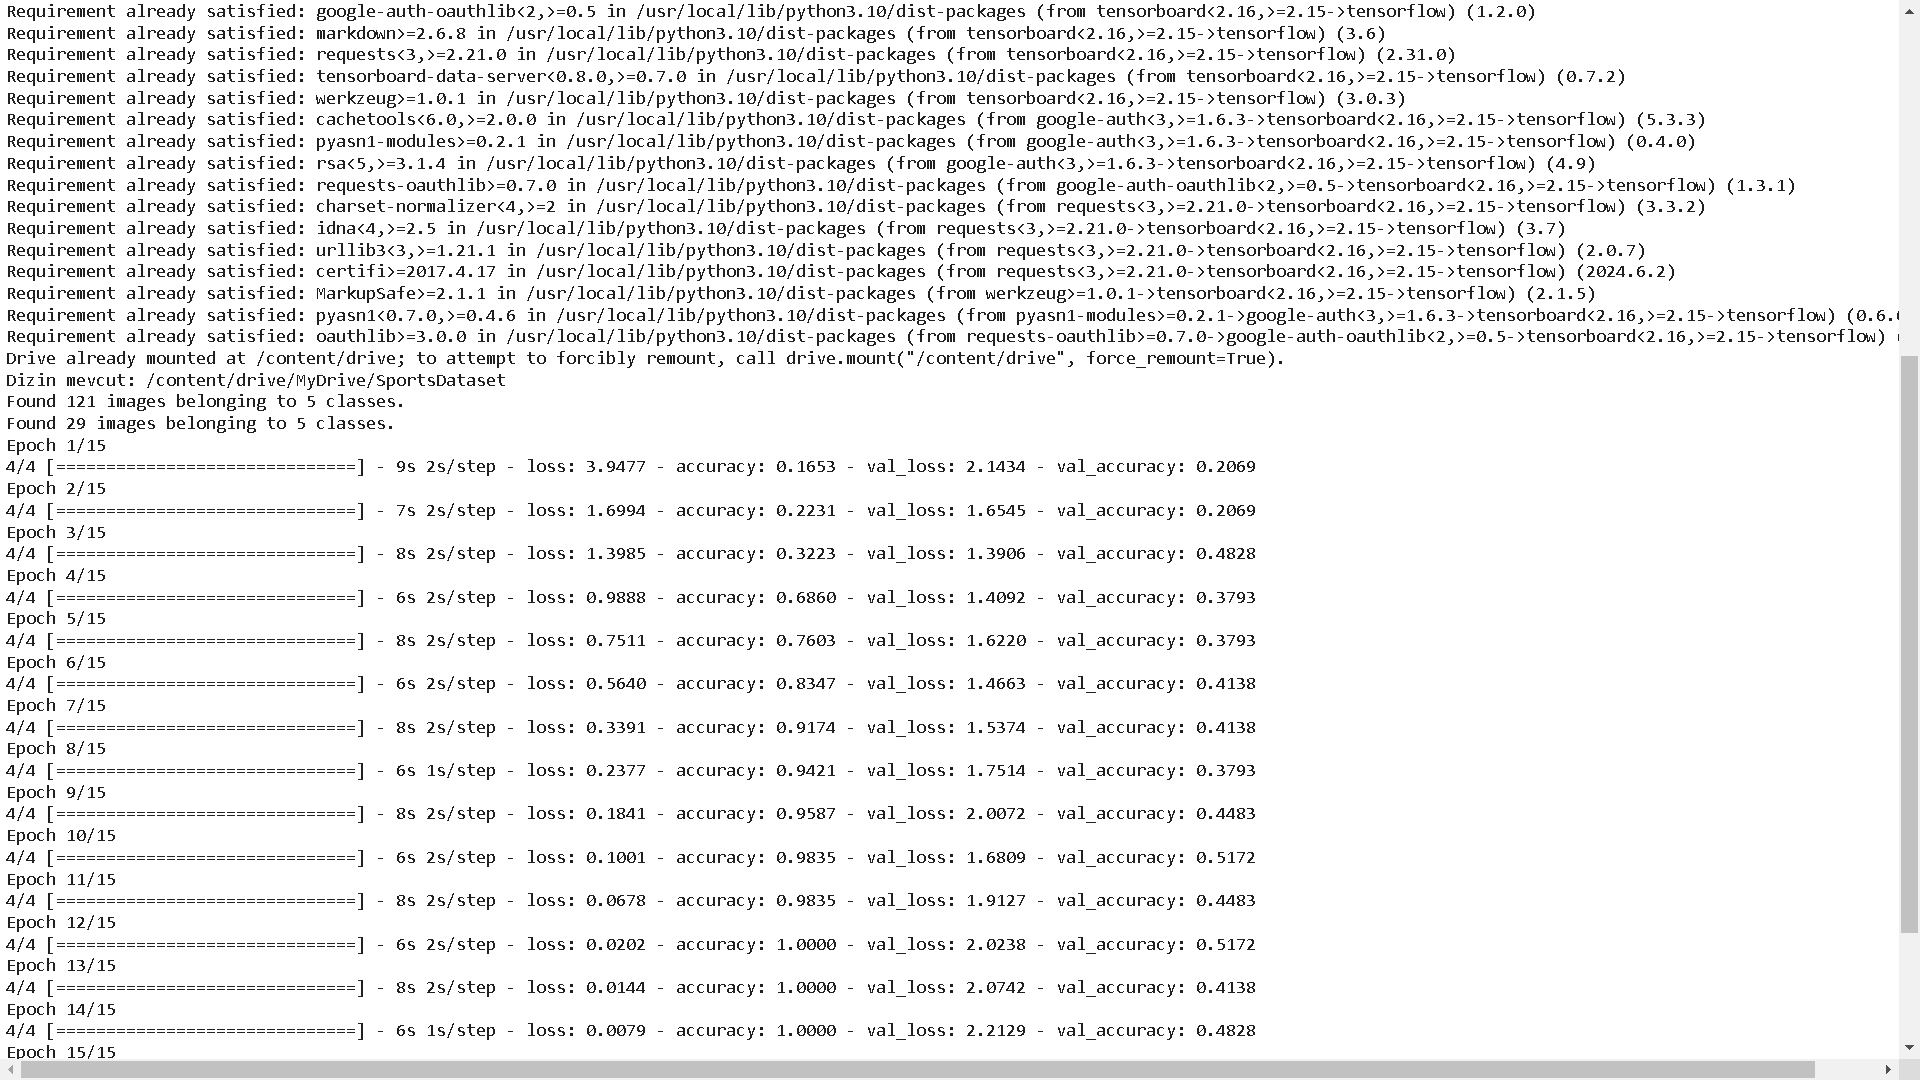 Requirement already satisfied: google-auth-oauthlib<2,>=0.5 in /usr/local/lib/python3.10/dist-packages (from tensorboard<2.16,>=2.15->tensorflow) (1.2.0)
Requirement already satisfied: markdown>=2.6.8 in /usr/local/lib/python3.10/dist-packages (from tensorboard<2.16,>=2.15->tensorflow) (3.6)
Requirement already satisfied: requests<3,>=2.21.0 in /usr/local/lib/python3.10/dist-packages (from tensorboard<2.16,>=2.15->tensorflow) (2.31.0)
Requirement already satisfied: tensorboard-data-server<0.8.0,>=0.7.0 in /usr/local/lib/python3.10/dist-packages (from tensorboard<2.16,>=2.15->tensorflow) (0.7.2)
Requirement already satisfied: werkzeug>=1.0.1 in /usr/local/lib/python3.10/dist-packages (from tensorboard<2.16,>=2.15->tensorflow) (3.0.3)
Requirement already satisfied: cachetools<6.0,>=2.0.0 in /usr/local/lib/python3.10/dist-packages (from google-auth<3,>=1.6.3->tensorboard<2.16,>=2.15->tensorflow) (5.3.3)
Requirement already satisfied: pyasn1-modules>=0.2.1 in /usr/local/lib/python3.10/dist-packages (from google-auth<3,>=1.6.3->tensorboard<2.16,>=2.15->tensorflow) (0.4.0)
Requirement already satisfied: rsa<5,>=3.1.4 in /usr/local/lib/python3.10/dist-packages (from google-auth<3,>=1.6.3->tensorboard<2.16,>=2.15->tensorflow) (4.9)
Requirement already satisfied: requests-oauthlib>=0.7.0 in /usr/local/lib/python3.10/dist-packages (from google-auth-oauthlib<2,>=0.5->tensorboard<2.16,>=2.15->tensorflow) (1.3.1)
Requirement already satisfied: charset-normalizer<4,>=2 in /usr/local/lib/python3.10/dist-packages (from requests<3,>=2.21.0->tensorboard<2.16,>=2.15->tensorflow) (3.3.2)
Requirement already satisfied: idna<4,>=2.5 in /usr/local/lib/python3.10/dist-packages (from requests<3,>=2.21.0->tensorboard<2.16,>=2.15->tensorflow) (3.7)
Requirement already satisfied: urllib3<3,>=1.21.1 in /usr/local/lib/python3.10/dist-packages (from requests<3,>=2.21.0->tensorboard<2.16,>=2.15->tensorflow) (2.0.7)
Requirement already satisfied: certifi>=2017.4.17 in /usr/local/lib/python3.10/dist-packages (from requests<3,>=2.21.0->tensorboard<2.16,>=2.15->tensorflow) (2024.6.2)
Requirement already satisfied: MarkupSafe>=2.1.1 in /usr/local/lib/python3.10/dist-packages (from werkzeug>=1.0.1->tensorboard<2.16,>=2.15->tensorflow) (2.1.5)
Requirement already satisfied: pyasn1<0.7.0,>=0.4.6 in /usr/local/lib/python3.10/dist-packages (from pyasn1-modules>=0.2.1->google-auth<3,>=1.6.3->tensorboard<2.16,>=2.15->tensorflow) (0.6.
Requirement already satisfied: oauthlib>=3.0.0 in /usr/local/lib/python3.10/dist-packages (from requests-oauthlib>=0.7.0->google-auth-oauthlib<2,>=0.5->tensorboard<2.16,>=2.15->tensorflow)
Drive already mounted at /content/drive; to attempt to forcibly remount, call drive.mount("/content/drive", force_remount=True).
Dizin mevcut: /content/drive/MyDrive/SportsDataset
Found 121 images belonging to 5 classes.
Found 29 images belonging to 5 classes.
Epoch 1/15
4/4 [==============================] - 9s 2s/step - loss: 3.9477 - accuracy: 0.1653 - val_loss: 2.1434 - val_accuracy: 0.2069
Epoch 2/15
4/4 [==============================] - 7s 2s/step - loss: 1.6994 - accuracy: 0.2231 - val_loss: 1.6545 - val_accuracy: 0.2069
Epoch 3/15
4/4 [==============================] - 8s 2s/step - loss: 1.3985 - accuracy: 0.3223 - val_loss: 1.3906 - val_accuracy: 0.4828
Epoch 4/15
4/4 [==============================] - 6s 2s/step - loss: 0.9888 - accuracy: 0.6860 - val_loss: 1.4092 - val_accuracy: 0.3793
Epoch 5/15
4/4 [==============================] - 8s 2s/step - loss: 0.7511 - accuracy: 0.7603 - val_loss: 1.6220 - val_accuracy: 0.3793
Epoch 6/15
4/4 [==============================] - 6s 2s/step - loss: 0.5640 - accuracy: 0.8347 - val_loss: 1.4663 - val_accuracy: 0.4138
Epoch 7/15
4/4 [==============================] - 8s 2s/step - loss: 0.3391 - accuracy: 0.9174 - val_loss: 1.5374 - val_accuracy: 0.4138
Epoch 8/15
4/4 [==============================] - 6s 1s/step - loss: 0.2377 - accuracy: 0.9421 - val_loss: 1.7514 - val_accuracy: 0.3793
Epoch 9/15
4/4 [==============================] - 8s 2s/step - loss: 0.1841 - accuracy: 0.9587 - val_loss: 2.0072 - val_accuracy: 0.4483
Epoch 10/15
4/4 [==============================] - 6s 2s/step - loss: 0.1001 - accuracy: 0.9835 - val_loss: 1.6809 - val_accuracy: 0.5172
Epoch 11/15
4/4 [==============================] - 8s 2s/step - loss: 0.0678 - accuracy: 0.9835 - val_loss: 1.9127 - val_accuracy: 0.4483
Epoch 12/15
4/4 [==============================] - 6s 2s/step - loss: 0.0202 - accuracy: 1.0000 - val_loss: 2.0238 - val_accuracy: 0.5172
Epoch 13/15
4/4 [==============================] - 8s 2s/step - loss: 0.0144 - accuracy: 1.0000 - val_loss: 2.0742 - val_accuracy: 0.4138
Epoch 14/15
4/4 [==============================] - 6s 1s/step - loss: 0.0079 - accuracy: 1.0000 - val_loss: 2.2129 - val_accuracy: 0.4828
Epoch 15/15